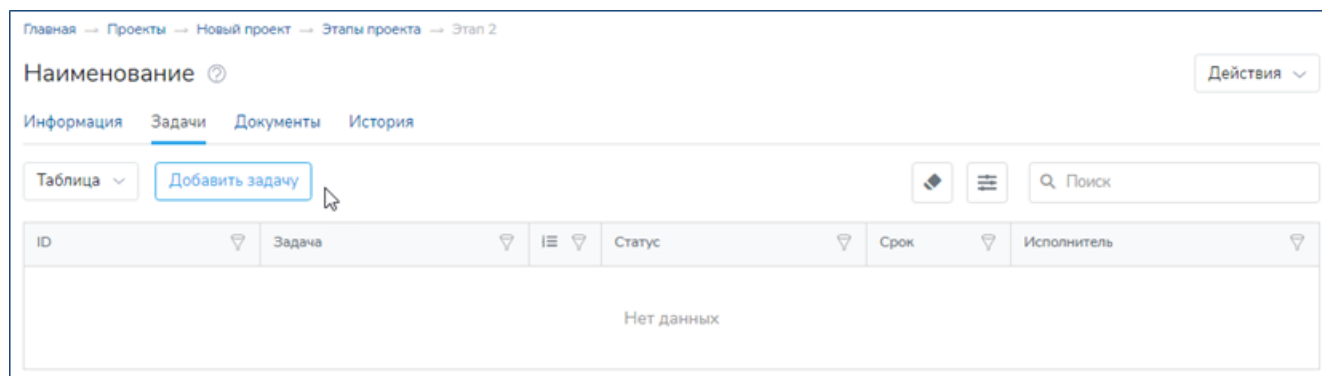 Главная → Проекты → Новый проект → Этапы проекта → Этап 2
Наименование
Действия
Информация Задачи Документы История
Таблица Добавить задачу Поиск
ID Задача Статус Срок Исполнитель
Нет данных